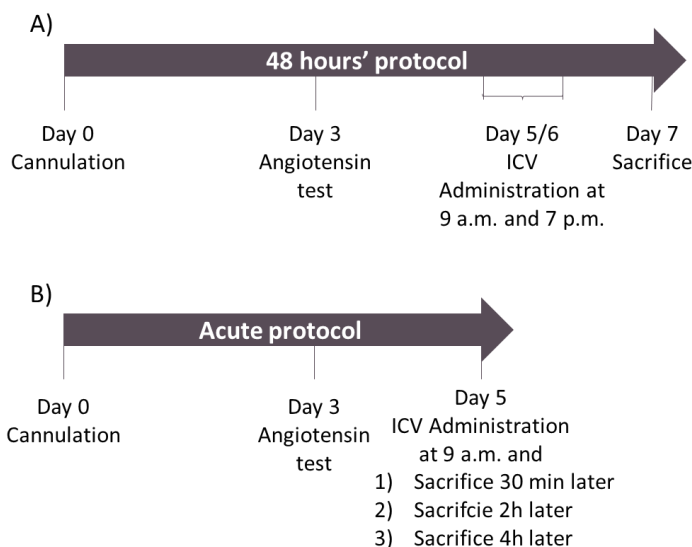 A)
48 hours’ protocol
Day 0
Cannulation
Day 3
Angiotensin
test
Day 5/6
ICV
Administration at
9 a.m. and 7 p.m.
Day 7
Sacrifice
B)
Acute protocol
Day 0
Cannulation
Day 3
Angiotensin
test
Day 5
ICV Administration
at 9 a.m. and
1) Sacrifice 30 min later
2) Sacrifcie 2h later
3) Sacrifice 4h later